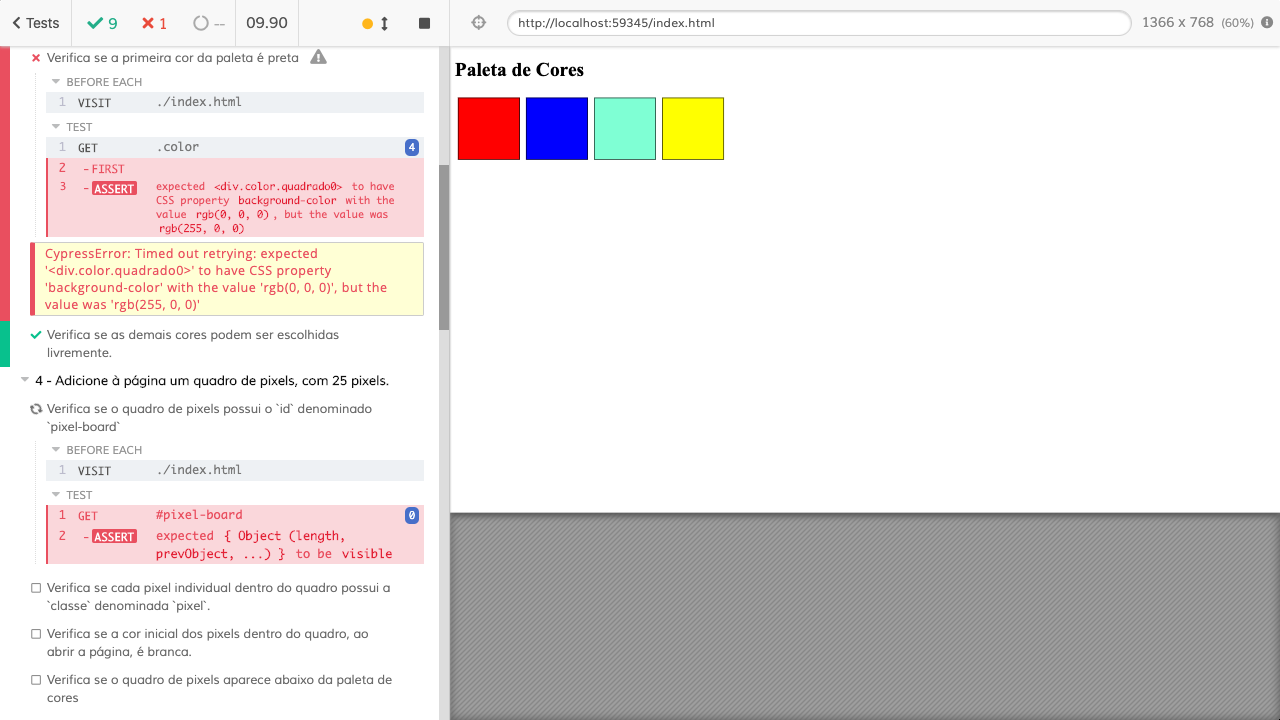 Tests
9
1
--
09.90
http://localhost:59345/index.html
1366 x 768 (60%)
Verifica se a primeira cor da paleta é preta
BEFORE EACH
1 VISIT ./index.html
TEST
1 GET .color 4
2 - FIRST
3 - ASSERT expected <div.color.quadrado0> to have
CSS property background-color with the
value rgb(0, 0, 0), but the value was
rgb(255, 0, 0)
CypressError: Timed out retrying: expected
'<div.color.quadrado0>' to have CSS property
'background-color' with the value 'rgb(0, 0, 0)', but the
value was 'rgb(255, 0, 0)'
Verifica se as demais cores podem ser escolhidas
livremente.
4 - Adicione à página um quadro de pixels, com 25 pixels.
Verifica se o quadro de pixels possui o `id` denominado
`pixel-board`
BEFORE EACH
1 VISIT ./index.html
TEST
1 GET #pixel-board 0
2 - ASSERT expected { Object (length,
prevObject, ...) } to be visible
Verifica se cada pixel individual dentro do quadro possui a
`classe` denominada `pixel`.
Verifica se a cor inicial dos pixels dentro do quadro, ao
abrir a página, é branca.
Verifica se o quadro de pixels aparece abaixo da paleta de
cores
Paleta de Cores